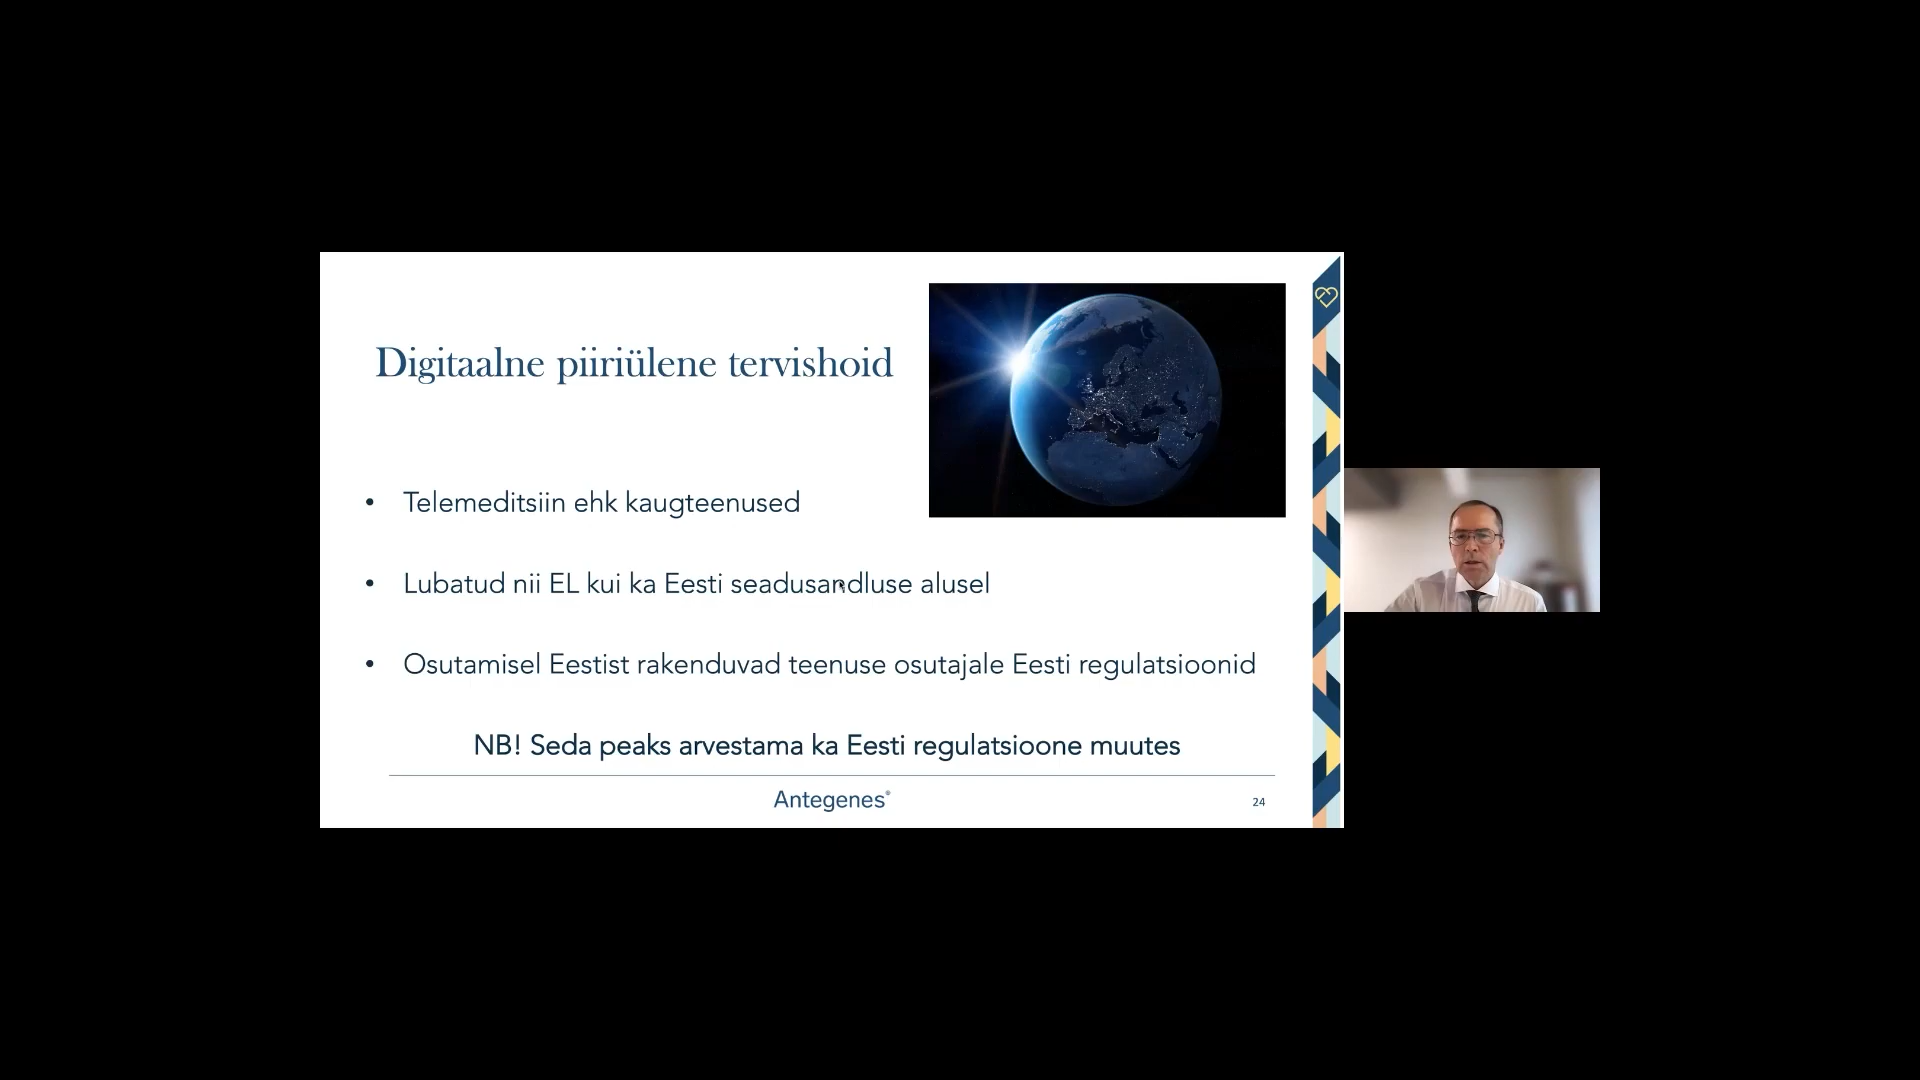 Digitaalne piiriülene tervishoid
• Telemeditsiin ehk kaugteenused
• Lubatud nii EL kui ka Eesti seadusandluse alusel
• Osutamisel Eestist rakenduvad teenuse osutajale Eesti regulatsioonid
NB! Seda peaks arvestama ka Eesti regulatsioone muutes
Antegenes®
24